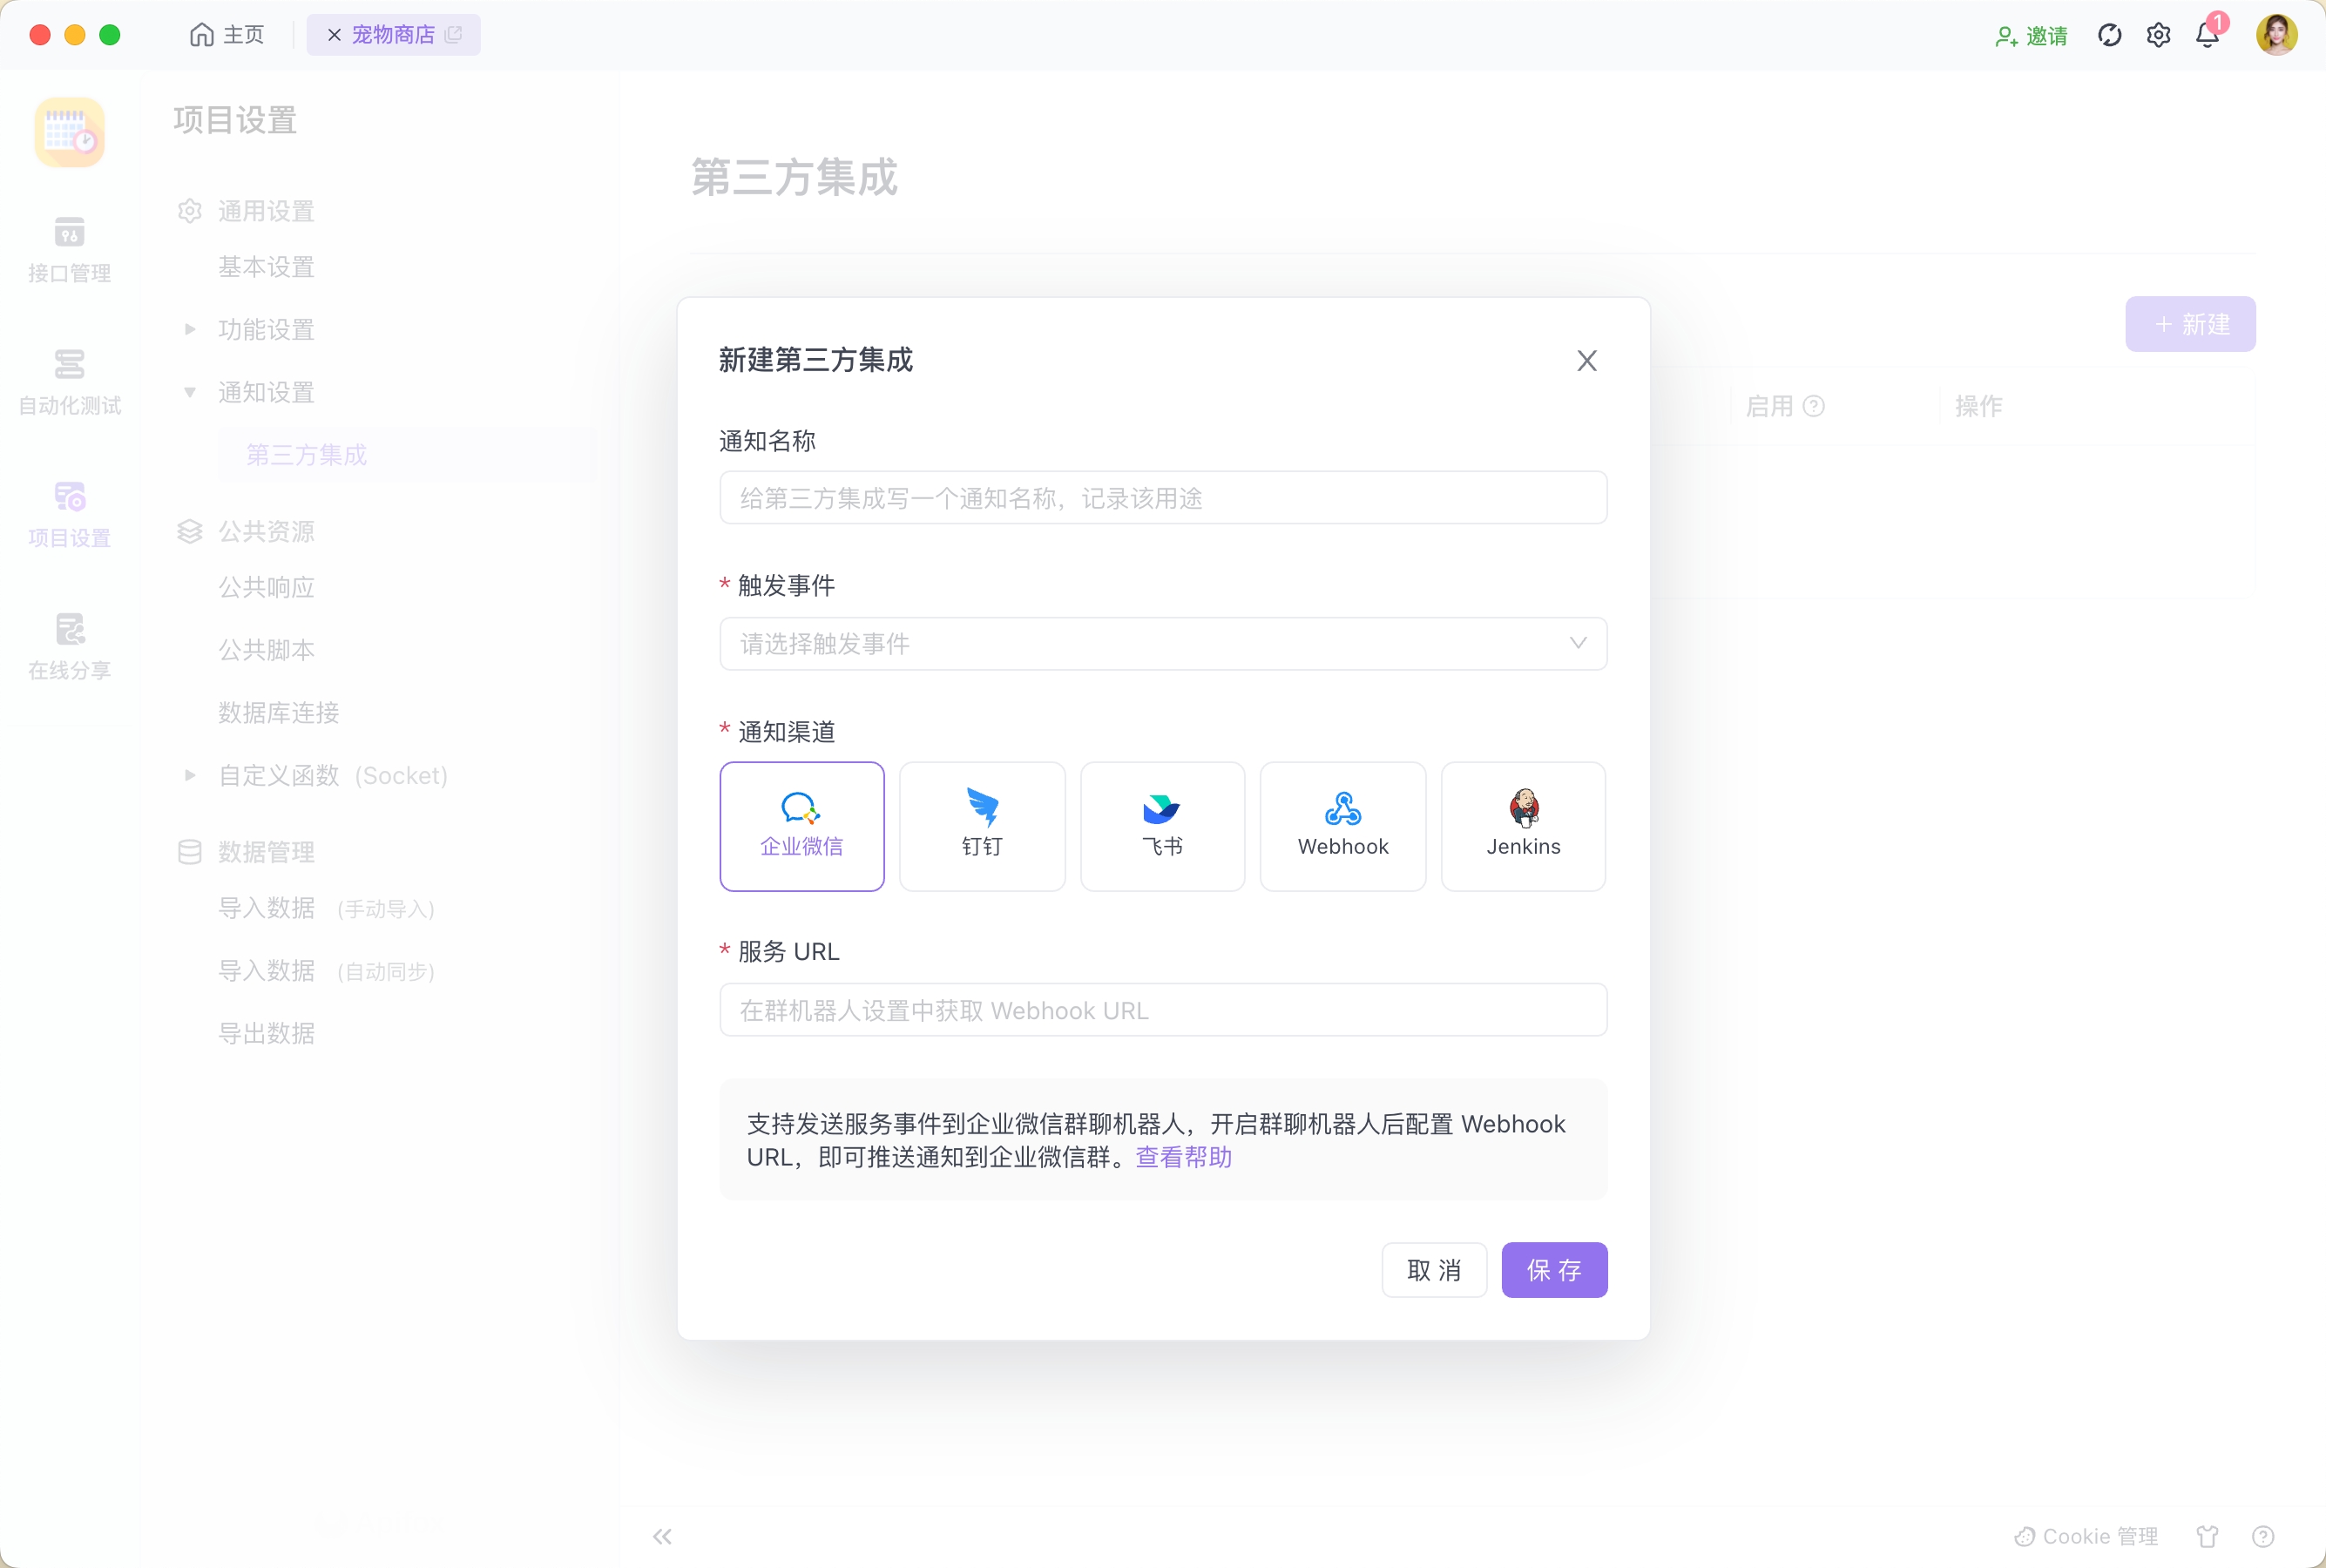 主页
宠物商店
邀请
1
项目设置
通用设置
基本设置
功能设置
通知设置
第三方集成
公共资源
公共响应
公共脚本
数据库连接
自定义函数 (Socket)
数据管理
导入数据 (手动导入)
导入数据 (自动同步)
导出数据
接口管理
自动化测试
项目设置
在线分享
第三方集成
新建
启用
操作
新建第三方集成
通知名称
给第三方集成写一个通知名称，记录该用途
* 触发事件
请选择触发事件
* 通知渠道
企业微信
钉钉
飞书
Webhook
Jenkins
* 服务 URL
在群机器人设置中获取 Webhook URL
支持发送服务事件到企业微信群聊机器人，开启群聊机器人后配置 Webhook
URL，即可推送通知到企业微信群。查看帮助
取 消
保 存
Cookie 管理